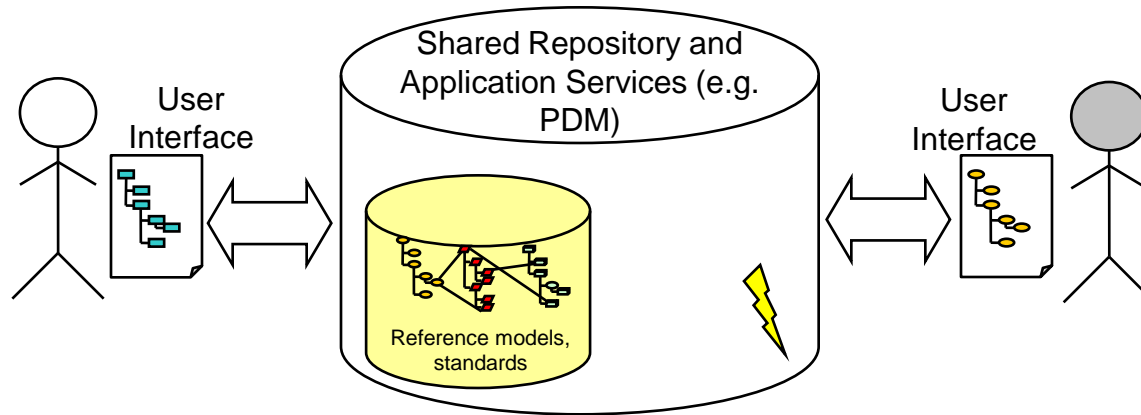 Shared Repository and
Application Services (e.g.
PDM)
User
Interface
User
Interface
Reference models,
standards